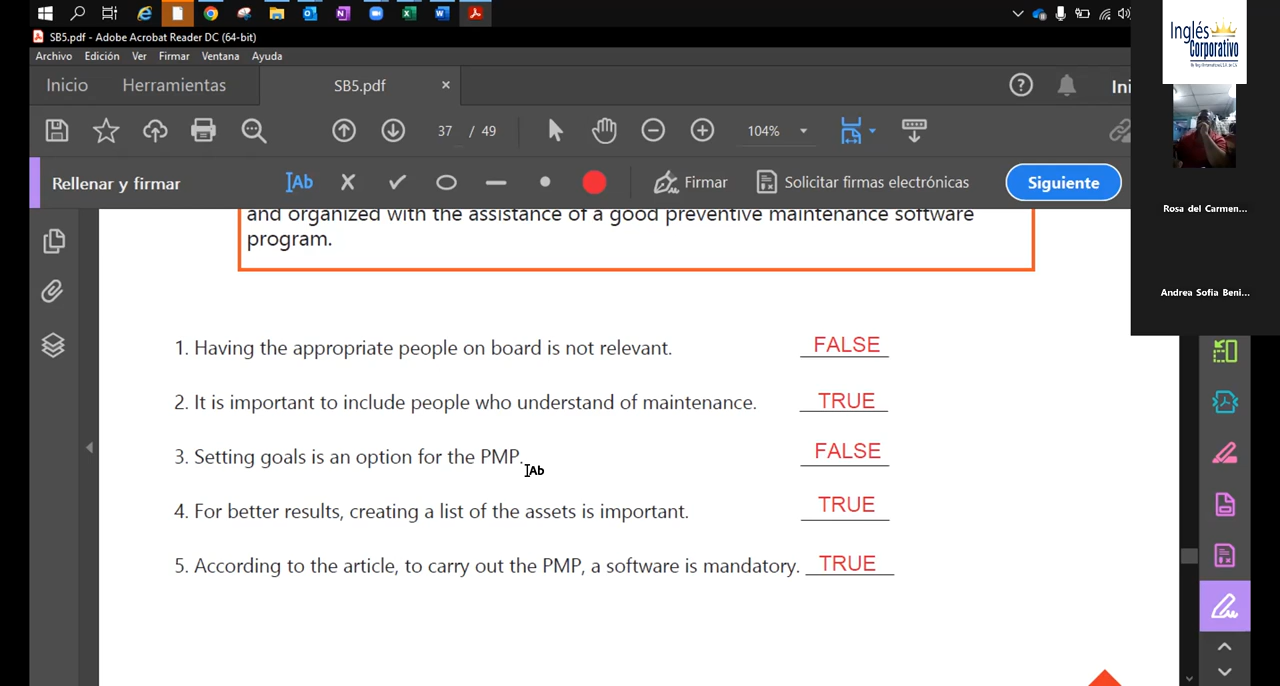 SB5.pdf - Adobe Acrobat Reader DC (64-bit)
Archivo Edición Ver Firmar Ventana Ayuda
Inicio Herramientas SB5.pdf × ? Ini
37 / 49 104%
Rellenar y firmar Ab Firmar Solicitar firmas electrónicas Siguiente
and organized with the assistance of a good preventive maintenance software
program.
1. Having the appropriate people on board is not relevant. FALSE
2. It is important to include people who understand of maintenance. TRUE
3. Setting goals is an option for the PMP. FALSE
Ab
4. For better results, creating a list of the assets is important. TRUE
5. According to the article, to carry out the PMP, a software is mandatory. TRUE
Inglés
Corporativo
Rosa del Carmen...
Andrea Sofia Beni...